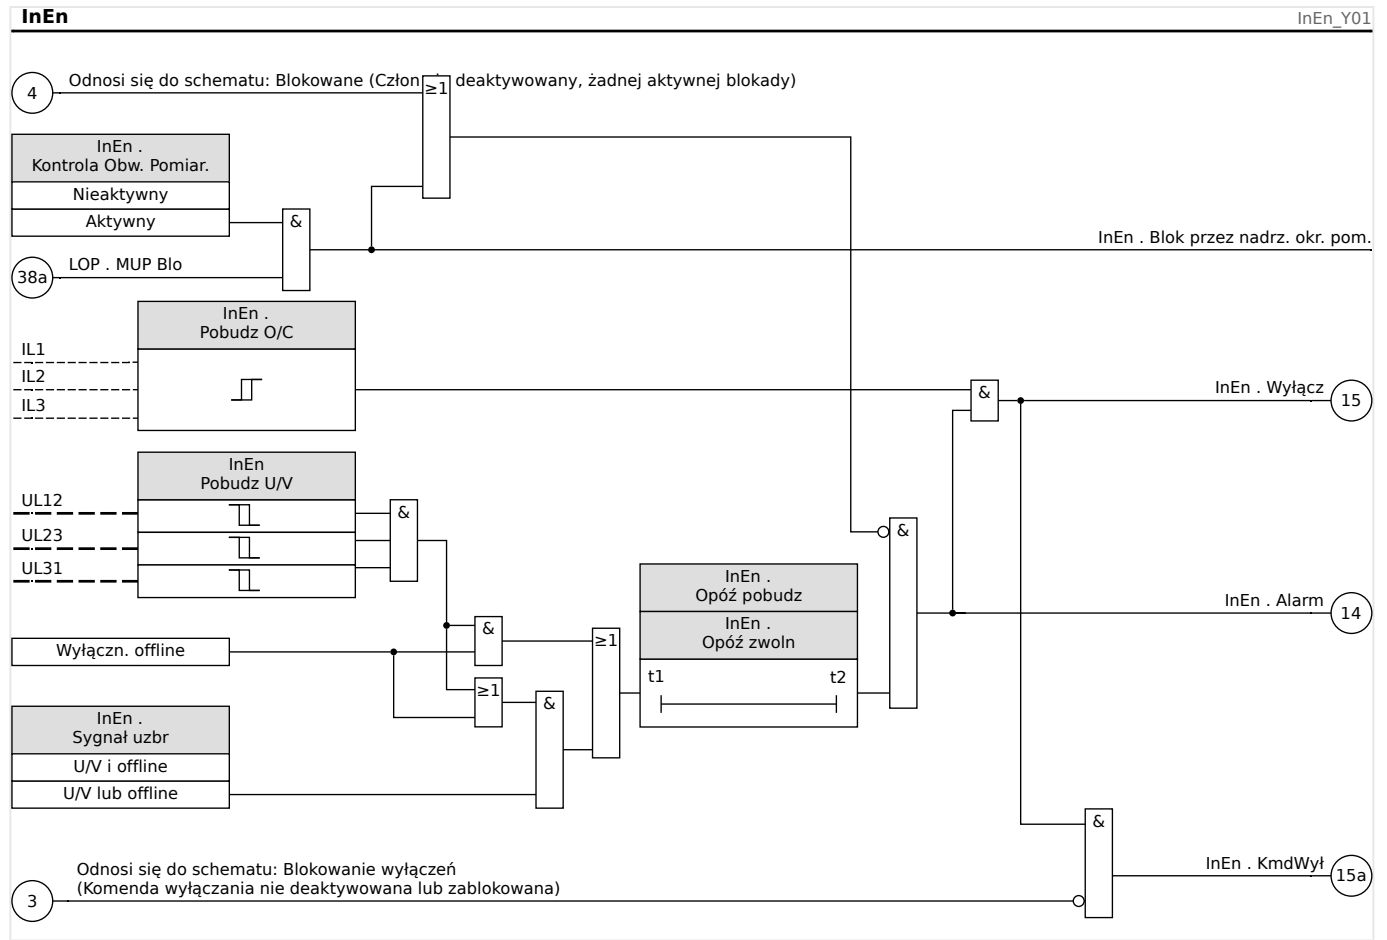 InEn
InEn_Y01
4
Odnosi się do schematu: Blokowane (Człon deaktywowany, żadnej aktywnej blokady)
≥1
InEn .
Kontrola Obw. Pomiar.
Nieaktywny
Aktywny
&
InEn . Blok przez nadrz. okr. pom.
38a
LOP . MUP Blo
InEn .
Pobudz O/C
IL1
IL2
IL3
&
InEn . Wyłącz
15
InEn
Pobudz U/V
UL12
UL23
UL31
&
&
InEn .
Opóź pobudz
InEn .
Opóź zwoln
t1
t2
InEn . Alarm
14
Wyłączn. offline
&
≥1
≥1
&
InEn .
Sygnał uzbr
U/V i offline
U/V lub offline
&
InEn . KmdWył
15a
Odnosi się do schematu: Blokowanie wyłączeń
(Komenda wyłączania nie deaktywowana lub zablokowana)
3